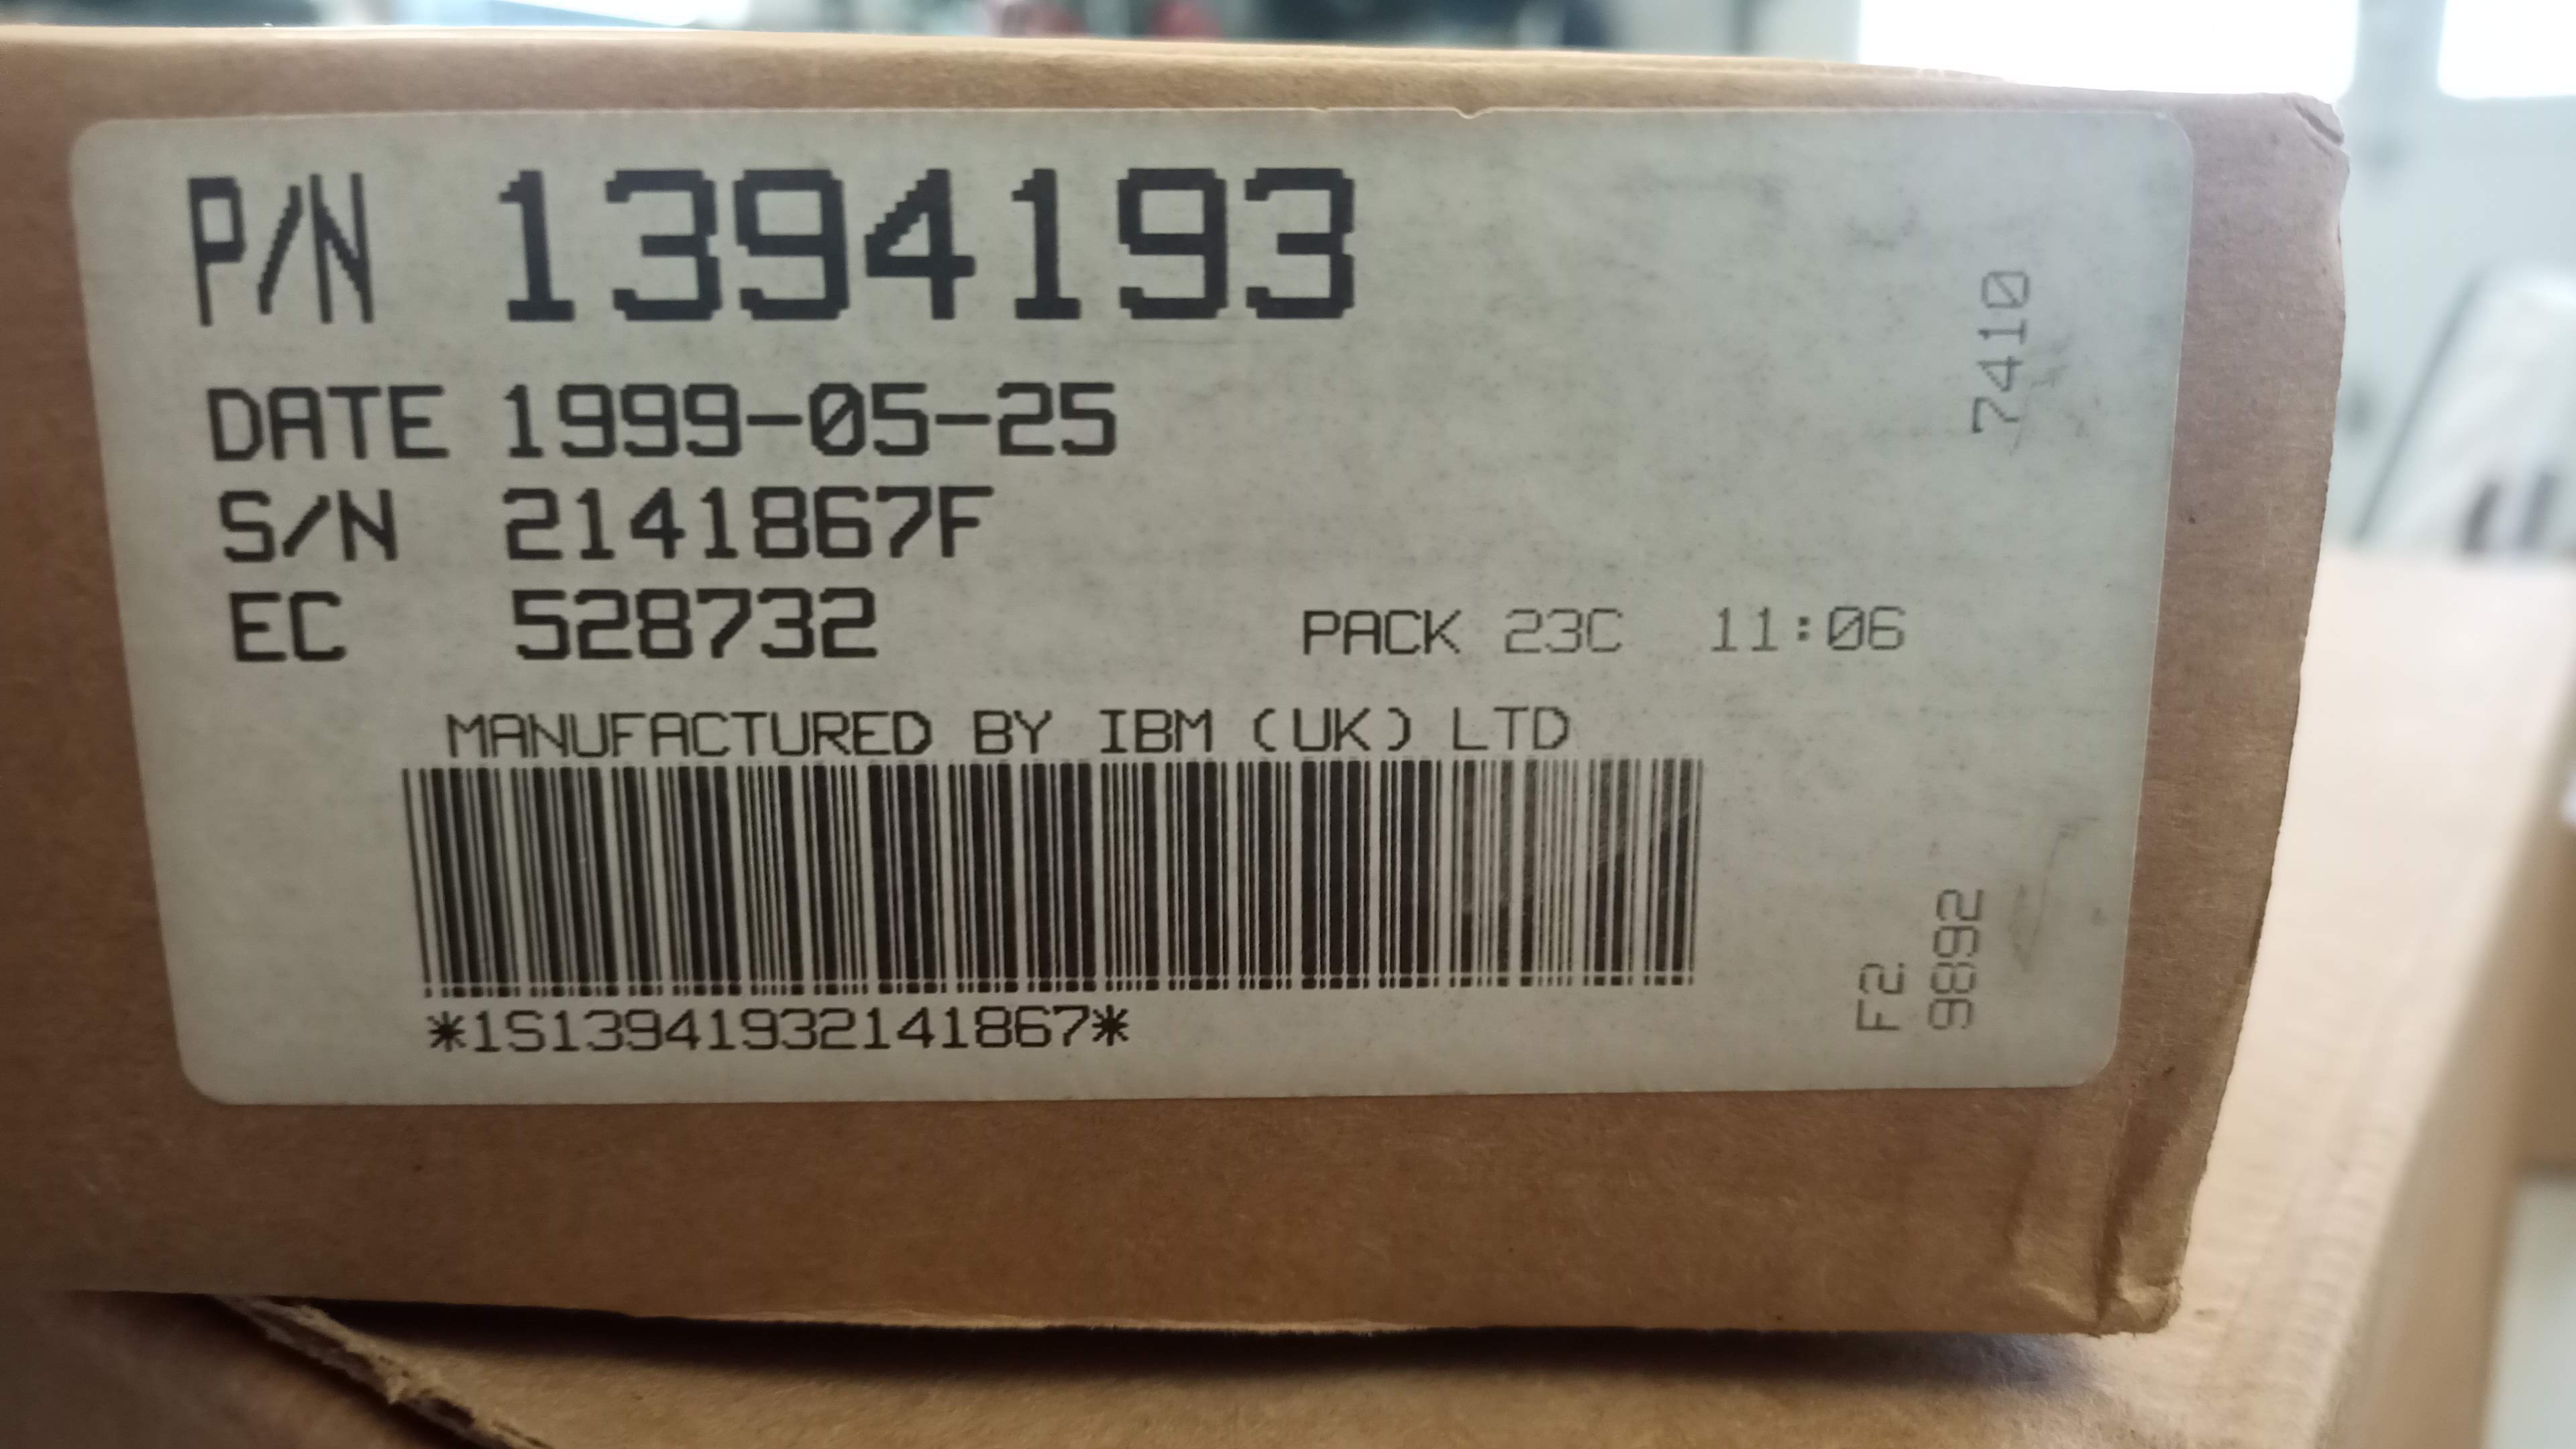 P/N 1394193
DATE 1999-05-25
S/N 2141867F
EC 528732
PACK 23C 11:06
MANUFACTURED BY IBM (UK) LTD
*1S13941932141867*
7410
F2
9892